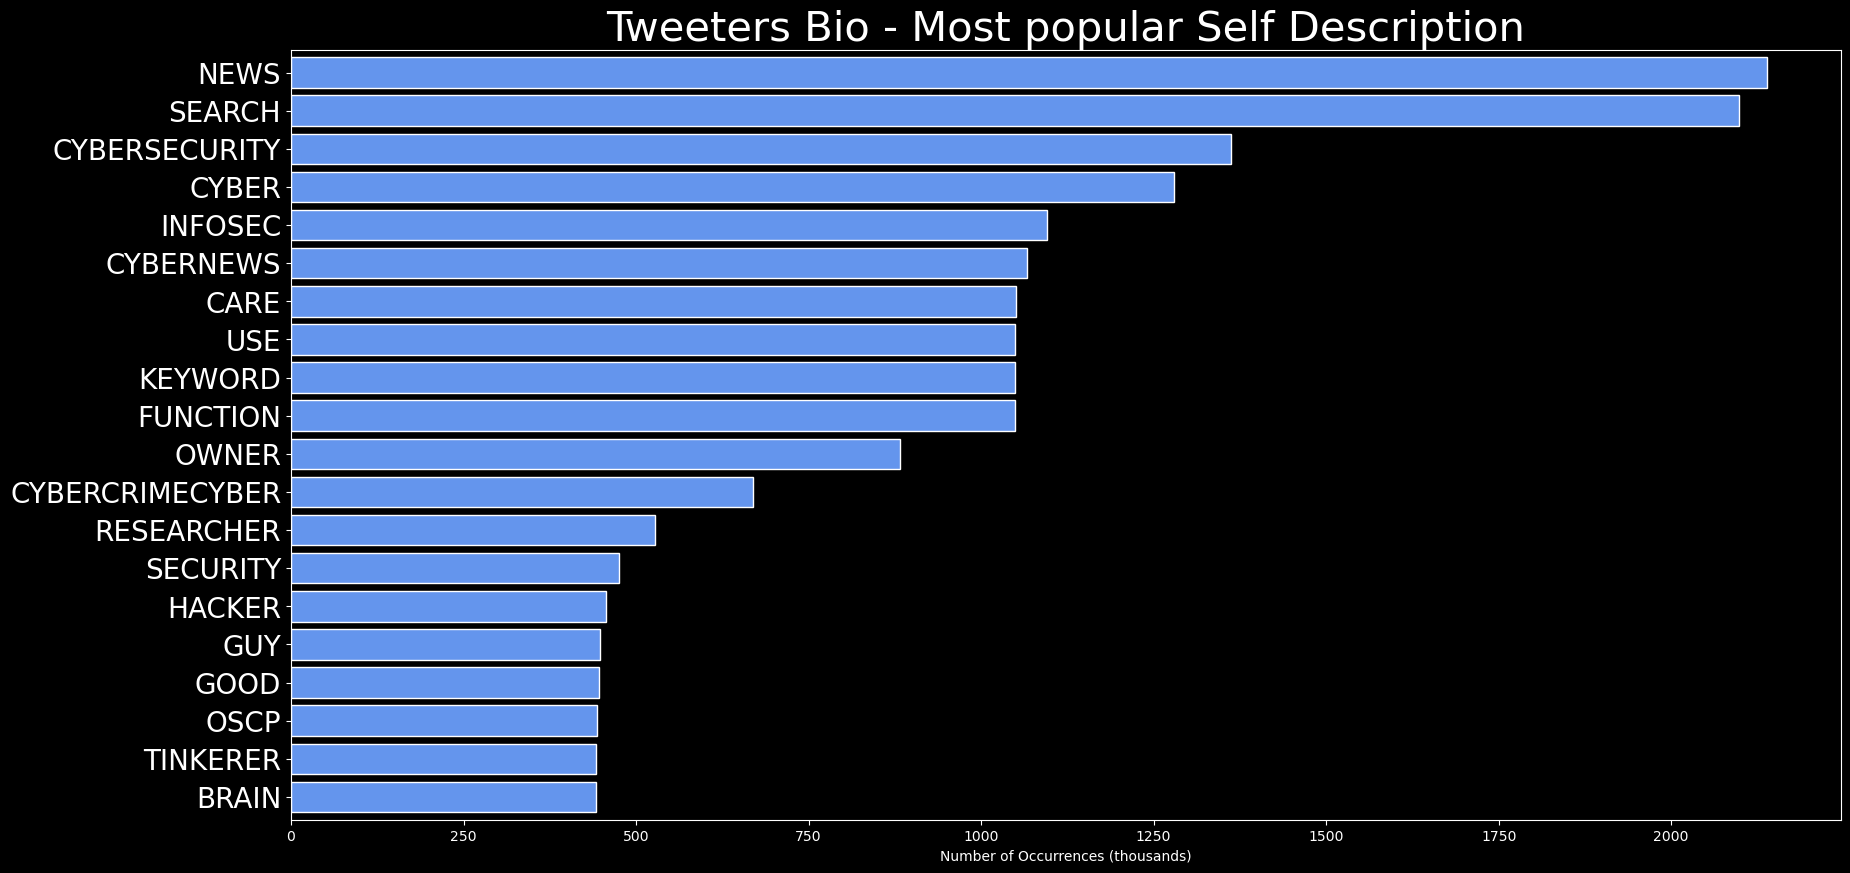 Tweeters Bio - Most popular Self Description
NEWS
SEARCH
CYBERSECURITY
CYBER
INFOSEC
CYBERNEWS
CARE
USE
KEYWORD
FUNCTION
OWNER
CYBERCRIMECYBER
RESEARCHER
SECURITY
HACKER
GUY
GOOD
OSCP
TINKERER
BRAIN
0 250 500 750 1000 1250 1500 1750 2000
Number of Occurrences (thousands)